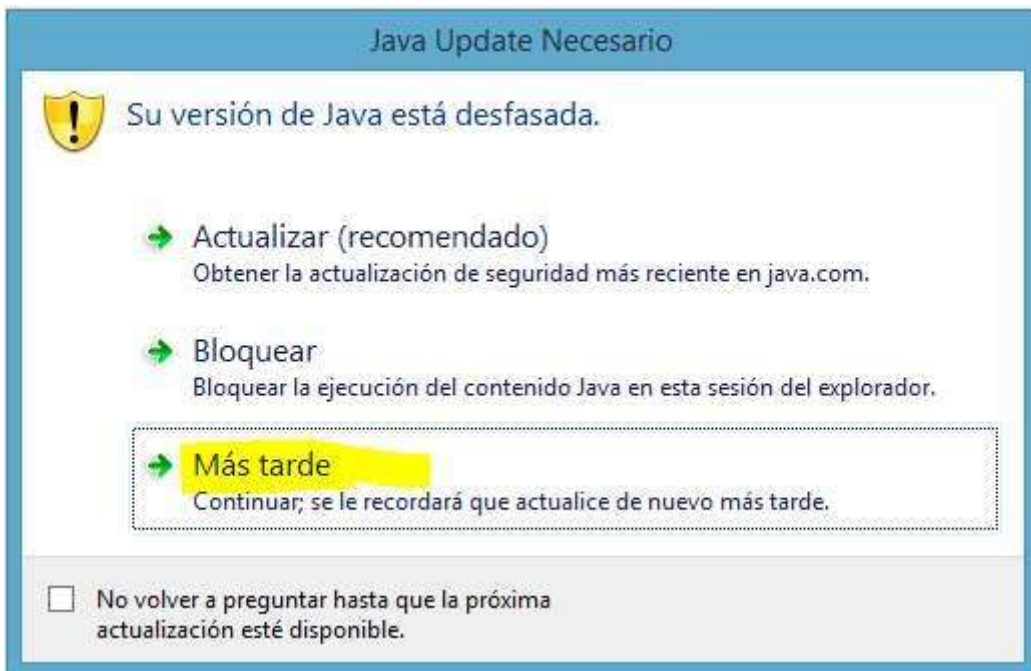 Java Update Necesario
Su versión de Java está desfasada.
Actualizar (recomendado)
Obtener la actualización de seguridad más reciente en java.com.
Bloquear
Bloquear la ejecución del contenido Java en esta sesión del explorador.
Más tarde
Continuar; se le recordará que actualice de nuevo más tarde.
No volver a preguntar hasta que la próxima
actualización esté disponible.